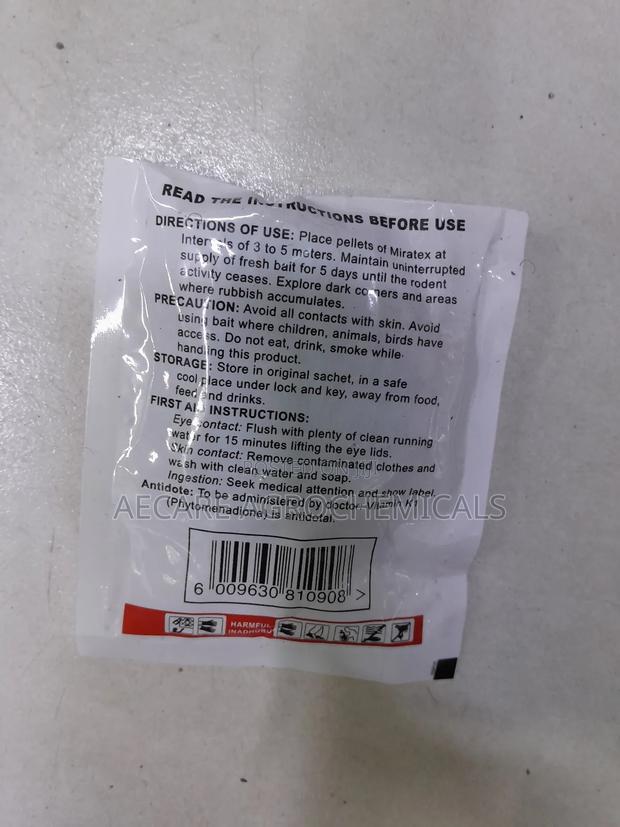 READ THE INSTRUCTIONS BEFORE USE
DIRECTIONS OF USE: Place pellets of Miratex at
Intervals of 3 to 5 meters. Maintain uninterrupted
supply of fresh bait for 5 days until the rodent
activity ceases. Explore dark corners and areas
where rubbish accumulates.
PRECAUTION: Avoid all contacts with skin. Avoid
using bait where children, animals, birds have
access. Do not eat, drink, smoke while
handing this product.
STORAGE: Store in original sachet, in a safe
cool place under lock and key, away from food,
feed and drinks.
FIRST AID INSTRUCTIONS:
Eye contact: Flush with plenty of clean running
water for 15 minutes lifting the eye lids.
Skin contact: Remove contaminated clothes and
wash with clean water and soap.
Ingestion: Seek medical attention and show label
Antidote: To be administered by doctor. Vitamin K1
(Phytomenadione) is antidotal.
AECARE AGROCHEMICALS
6 009630 810908 >
HARMFUL
INADHURU